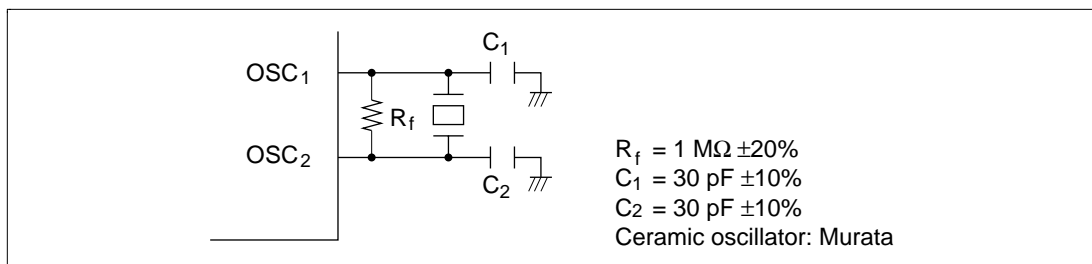 C1
OSC1
Rf
OSC2
C2
Rf = 1 MΩ ±20%
C1 = 30 pF ±10%
C2 = 30 pF ±10%
Ceramic oscillator: Murata